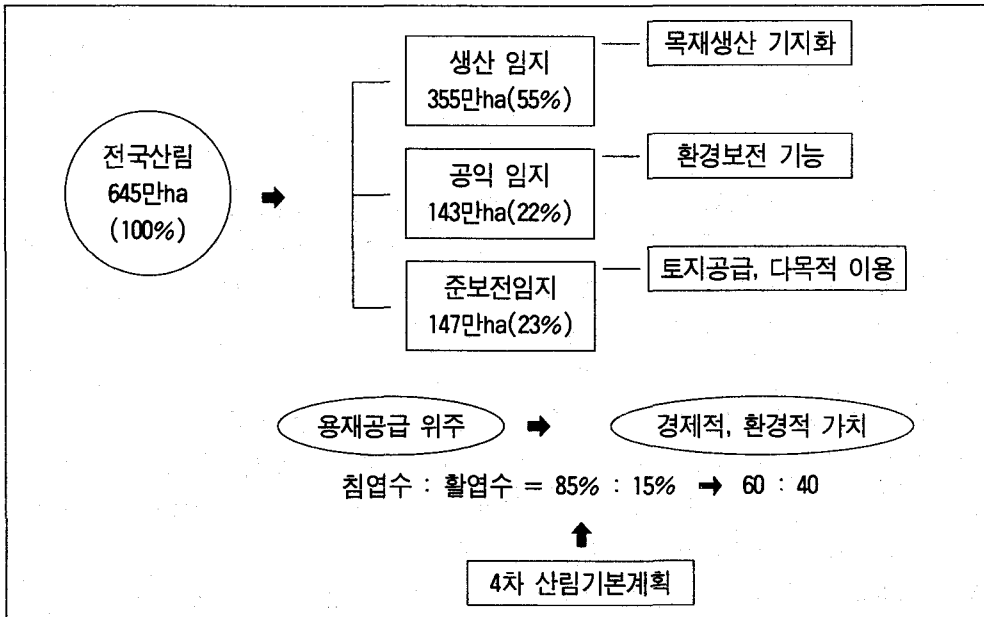 전국산림
645만ha
(100%)
생산 임지
355만ha(55%)
목재생산 기지화
공익 임지
143만ha(22%)
환경보전 기능
준보전임지
147만ha(23%)
토지공급, 다목적 이용
용재공급 위주 ➡ 경제적, 환경적 가치
침엽수 : 활엽수 = 85% : 15% ➡ 60 : 40
4차 산림기본계획